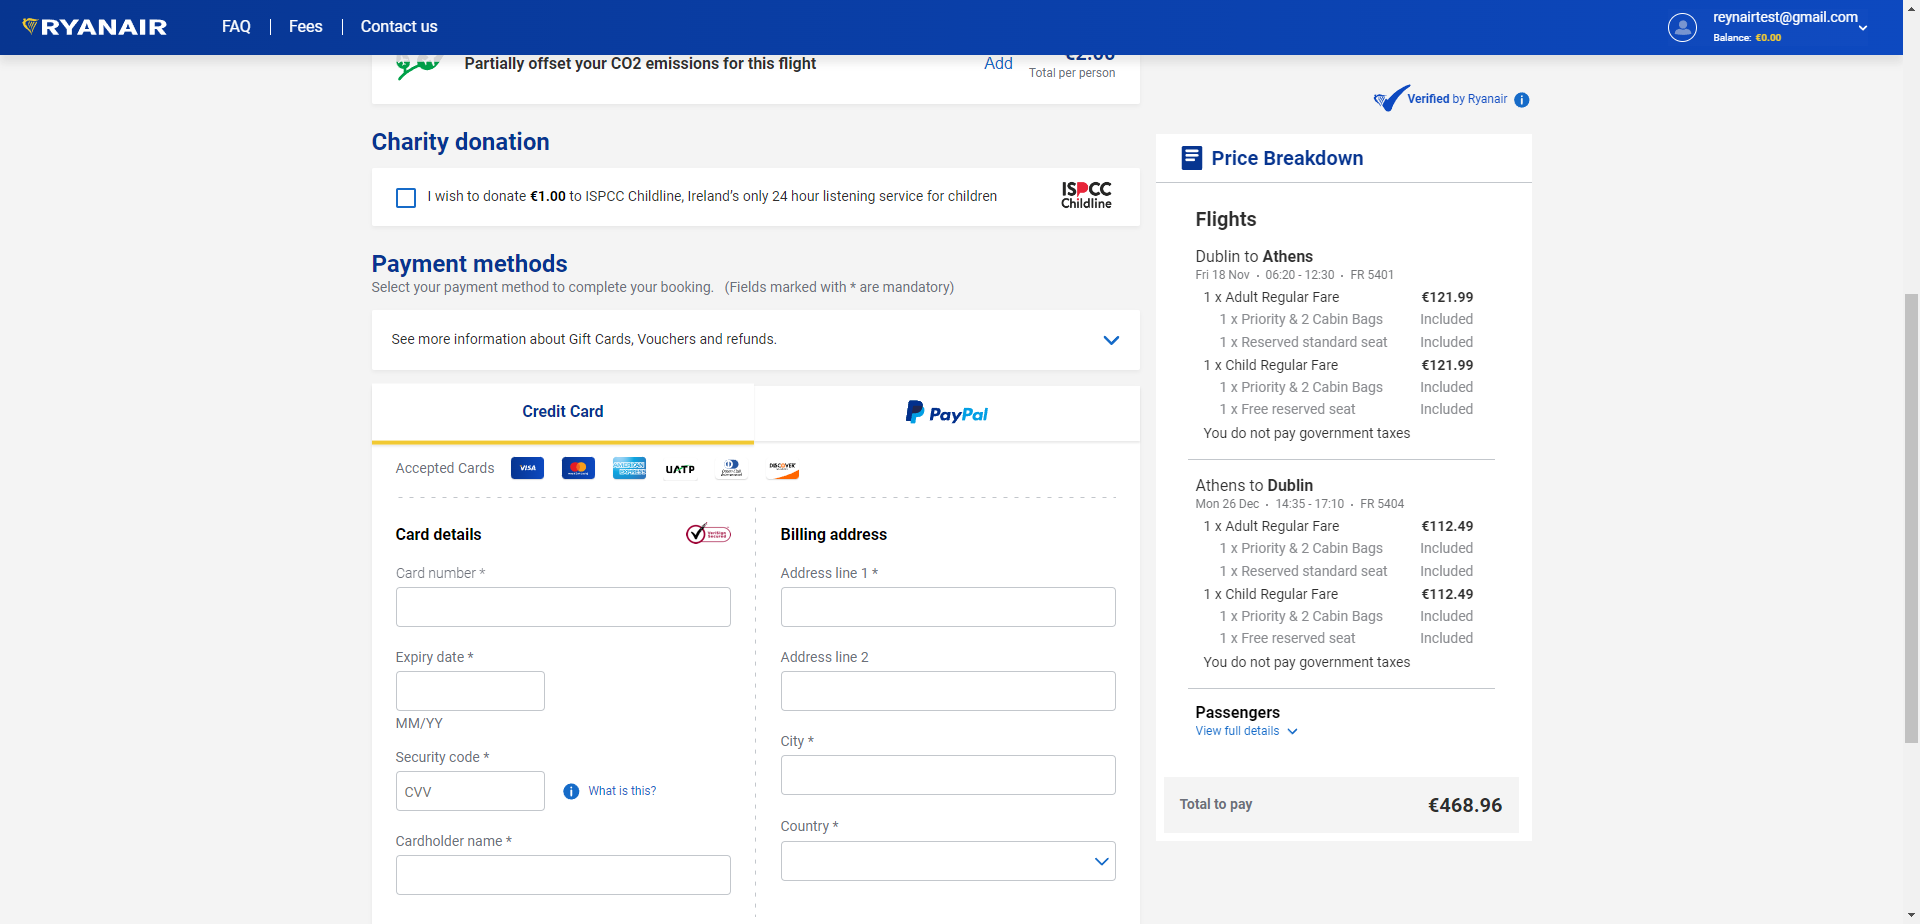 RYANAIR
FAQ
Fees
Contact us
reynairtest@gmail.com
Balance: €0.00
Partially offset your CO2 emissions for this flight
Add
€2.00
Total per person
Verified by Ryanair
Charity donation
I wish to donate €1.00 to ISPCC Childline, Ireland's only 24 hour listening service for children
ISPCC
Childline
Payment methods
Select your payment method to complete your booking. (Fields marked with * are mandatory)
See more information about Gift Cards, Vouchers and refunds.
Credit Card
PayPal
Accepted Cards
VISA
AMERICAN
EXPRESS
UATP
DISCOVER
Card details
Billing address
Card number *
Address line 1 *
Expiry date *
MM/YY
Address line 2
Security code *
CVV
What is this?
City *
Cardholder name *
Country *
Price Breakdown
Flights
Dublin to Athens
Fri 18 Nov • 06:20 - 12:30 • FR 5401
1 x Adult Regular Fare €121.99
1 x Priority & 2 Cabin Bags Included
1 x Reserved standard seat Included
1 x Child Regular Fare €121.99
1 x Priority & 2 Cabin Bags Included
1 x Free reserved seat Included
You do not pay government taxes
Athens to Dublin
Mon 26 Dec • 14:35 - 17:10 • FR 5404
1 x Adult Regular Fare €112.49
1 x Priority & 2 Cabin Bags Included
1 x Reserved standard seat Included
1 x Child Regular Fare €112.49
1 x Priority & 2 Cabin Bags Included
1 x Free reserved seat Included
You do not pay government taxes
Passengers
View full details
Total to pay €468.96